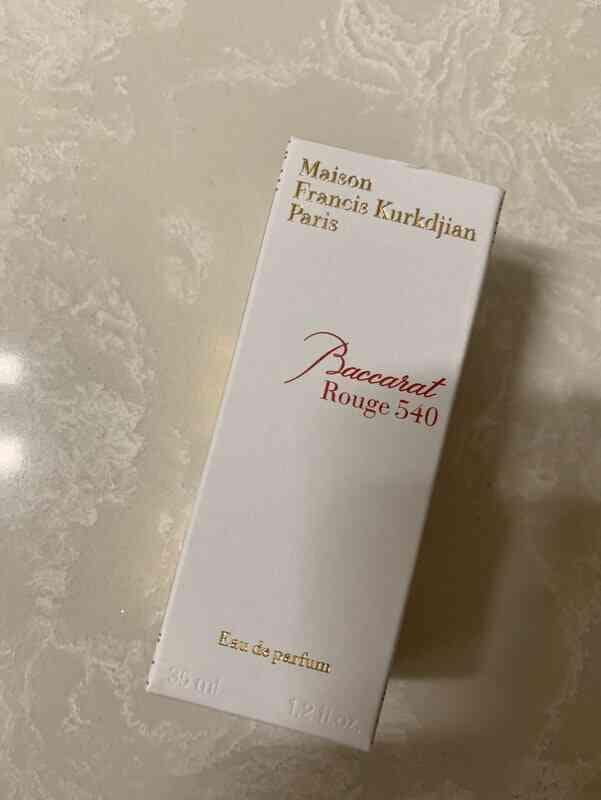 Maison
Francis Kurkdjian
Paris
Baccarat
Rouge 540
Eau de parfum
35 ml 1.2 fl.oz.